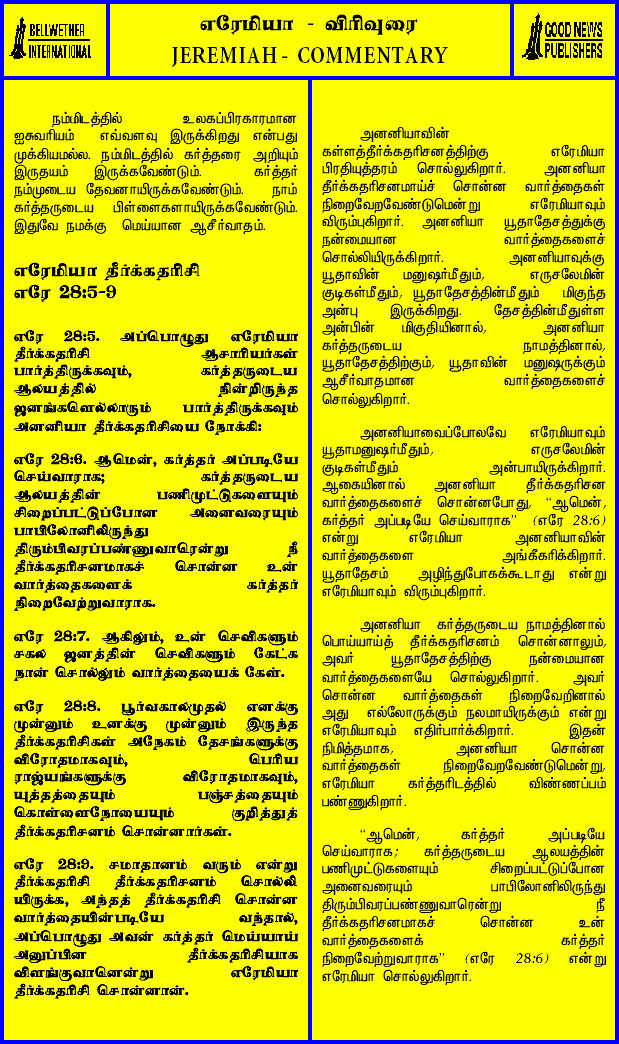 BELLWETHER
INTERNATIONAL
எரேமியா - விரிவுரை
JEREMIAH - COMMENTARY
GOOD NEWS
PUBLISHERS
நம்மிடத்தில் உலகப்பிரகாரமான
ஐசுவரியம் எவ்வளவு இருக்கிறது என்பது
முக்கியமல்ல. நம்மிடத்தில் கர்த்தரை அறியும்
இருதயம் இருக்கவேண்டும். கர்த்தர்
நம்முடைய தேவனாயிருக்கவேண்டும். நாம்
கர்த்தருடைய பிள்ளைகளாயிருக்கவேண்டும்.
இதுவே நமக்கு மெய்யான ஆசீர்வாதம்.
எரேமியா தீர்க்கதரிசி
எரே 28:5-9
எரே 28:5. அப்பொழுது எரேமியா
தீர்க்கதரிசி ஆசாரியர்கள்
பார்த்திருக்கவும், கர்த்தருடைய
ஆலயத்தில் நின்றிருந்த
ஜனங்களெல்லாரும் பார்த்திருக்கவும்
அனனியா தீர்க்கதரிசியை நோக்கி:
எரே 28:6. ஆமென், கர்த்தர் அப்படியே
செய்வாராக; கர்த்தருடைய
ஆலயத்தின் பணிமுட்டுகளையும்
சிறைப்பட்டுப்போன அனைவரையும்
பாபிலோனிலிருந்து
திரும்பிவரப்பண்ணுவாரென்று நீ
தீர்க்கதரிசனமாகச் சொன்ன உன்
வார்த்தைகளைக் கர்த்தர்
நிறைவேற்றுவாராக.
எரே 28:7. ஆகிலும், உன் செவிகளும்
சகல ஜனத்தின் செவிகளும் கேட்க
நான் சொல்லும் வார்த்தையைக் கேள்.
எரே 28:8. பூர்வகாலமுதல் எனக்கு
முன்னும் உனக்கு முன்னும் இருந்த
தீர்க்கதரிசிகள் அநேகம் தேசங்களுக்கு
விரோதமாகவும், பெரிய
ராஜ்யங்களுக்கு விரோதமாகவும்,
யுத்தத்தையும் பஞ்சத்தையும்
கொள்ளைநோயையும் குறித்துத்
தீர்க்கதரிசனம் சொன்னார்கள்.
எரே 28:9. சமாதானம் வரும் என்று
தீர்க்கதரிசி தீர்க்கதரிசனம் சொல்லி
யிருக்க, அந்தத் தீர்க்கதரிசி சொன்ன
வார்த்தையின்படியே வந்தால்,
அப்பொழுது அவன் கர்த்தர் மெய்யாய்
அனுப்பின தீர்க்கதரிசியாக
விளங்குவானென்று எரேமியா
தீர்க்கதரிசி சொன்னான்.
அனனியாவின்
கள்ளத்தீர்க்கதரிசனத்திற்கு எரேமியா
பிரதியுத்தரம் சொல்லுகிறார். அனனியா
தீர்க்கதரிசனமாய்ச் சொன்ன வார்த்தைகள்
நிறைவேறவேண்டுமென்று எரேமியாவும்
விரும்புகிறார். அனனியா யூதாதேசத்துக்கு
நன்மையான வார்த்தைகளைச்
சொல்லியிருக்கிறார். அனனியாவுக்கு
யூதாவின் மனுஷர்மீதும், எருசலேமின்
குடிகள்மீதும், யூதாதேசத்தின்மீதும் மிகுந்த
அன்பு இருக்கிறது. தேசத்தின்மீதுள்ள
அன்பின் மிகுதியினால், அனனியா
கர்த்தருடைய நாமத்தினால்,
யூதாதேசத்திற்கும், யூதாவின் மனுஷருக்கும்
ஆசீர்வாதமான வார்த்தைகளைச்
சொல்லுகிறார்.
அனனியாவைப்போலவே எரேமியாவும்
யூதாமனுஷர்மீதும், எருசலேமின்
குடிகள்மீதும் அன்பாயிருக்கிறார்.
ஆகையினால் அனனியா தீர்க்கதரிசன
வார்த்தைகளைச் சொன்னபோது, “ஆமென்,
கர்த்தர் அப்படியே செய்வாராக” (எரே 28:6)
என்று எரேமியா அனனியாவின்
வார்த்தைகளை அங்கீகரிக்கிறார்.
யூதாதேசம் அழிந்துபோகக்கூடாது என்று
எரேமியாவும் விரும்புகிறார்.
அனனியா கர்த்தருடைய நாமத்தினால்
பொய்யாய்த் தீர்க்கதரிசனம் சொன்னாலும்,
அவர் யூதாதேசத்திற்கு நன்மையான
வார்த்தைகளையே சொல்லுகிறார். அவர்
சொன்ன வார்த்தைகள் நிறைவேறினால்
அது எல்லோருக்கும் நலமாயிருக்கும் என்று
எரேமியாவும் எதிர்பார்க்கிறார். இதன்
நிமித்தமாக, அனனியா சொன்ன
வார்த்தைகள் நிறைவேறவேண்டுமென்று,
எரேமியா கர்த்தரிடத்தில் விண்ணப்பம்
பண்ணுகிறார்.
“ஆமென், கர்த்தர் அப்படியே
செய்வாராக; கர்த்தருடைய ஆலயத்தின்
பணிமுட்டுகளையும் சிறைப்பட்டுப்போன
அனைவரையும் பாபிலோனிலிருந்து
திரும்பிவரப்பண்ணுவாரென்று நீ
தீர்க்கதரிசனமாகச் சொன்ன உன்
வார்த்தைகளைக் கர்த்தர்
நிறைவேற்றுவாராக” (எரே 28:6) என்று
எரேமியா சொல்லுகிறார்.